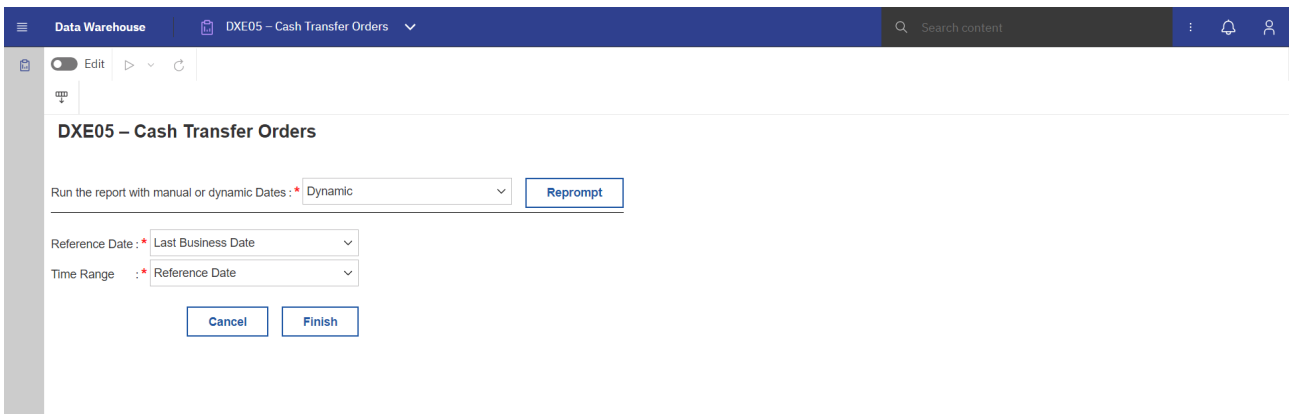 Data Warehouse DXE05 – Cash Transfer Orders Search content
Edit
DXE05 – Cash Transfer Orders
Run the report with manual or dynamic Dates : * Dynamic Reprompt
Reference Date : * Last Business Date
Time Range : * Reference Date
Cancel Finish